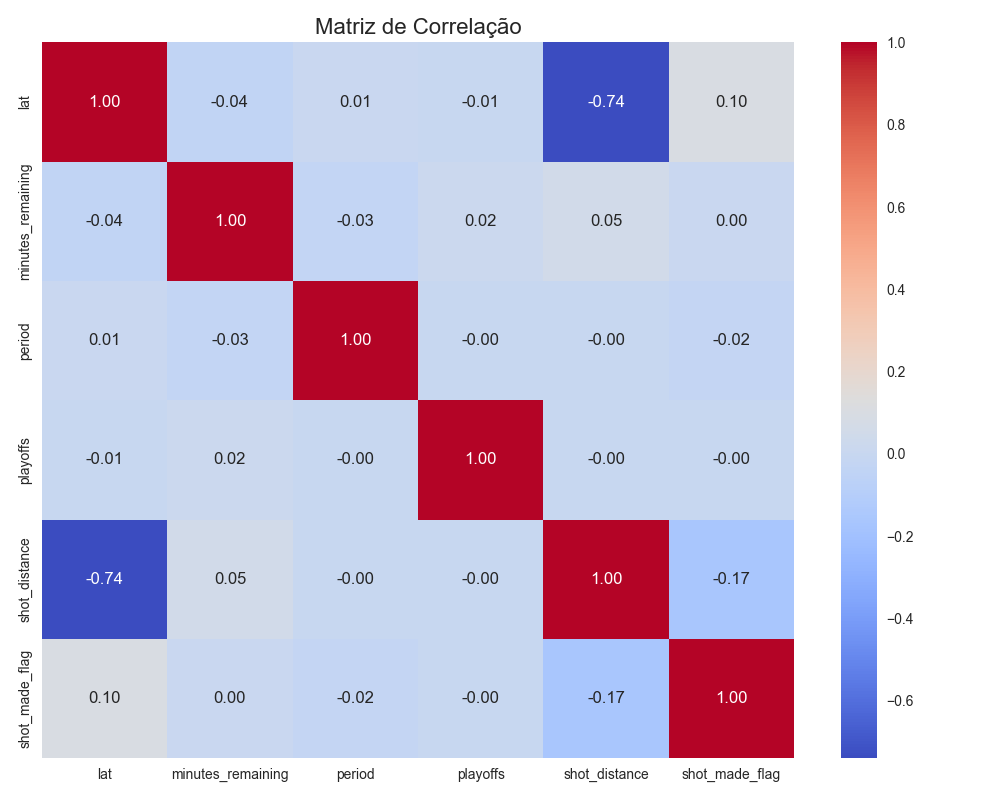 Matriz de Correlação
lat 1.00 -0.04 0.01 -0.01 -0.74 0.10
minutes_remaining -0.04 1.00 -0.03 0.02 0.05 0.00
period 0.01 -0.03 1.00 -0.00 -0.00 -0.02
playoffs -0.01 0.02 -0.00 1.00 -0.00 -0.00
shot_distance -0.74 0.05 -0.00 -0.00 1.00 -0.17
shot_made_flag 0.10 0.00 -0.02 -0.00 -0.17 1.00
lat minutes_remaining period playoffs shot_distance shot_made_flag
1.0
0.8
0.6
0.4
0.2
0.0
−0.2
−0.4
−0.6